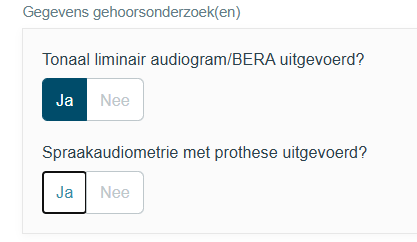 Gegevens gehoorsonderzoek(en)
Tonaal liminair audiogram/BERA uitgevoerd?
Ja Nee
Spraakaudiometrie met prothese uitgevoerd?
Ja Nee